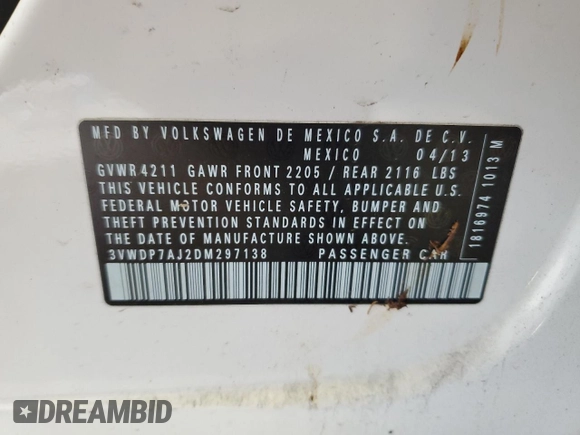 MFD BY VOLKSWAGEN DE MEXICO S.A. DE C.V.
MEXICO 04/13
GVWR 4211 GAWR FRONT 2205 / REAR 2116 LBS
THIS VEHICLE CONFORMS TO ALL APPLICABLE U.S.
FEDERAL MOTOR VEHICLE SAFETY, BUMPER AND
THEFT PREVENTION STANDARDS IN EFFECT ON
THE DATE OF MANUFACTURE SHOWN ABOVE.
3VWDP7AJ2DM297138 PASSENGER CAR
1816974 1013 M
DREAMBID